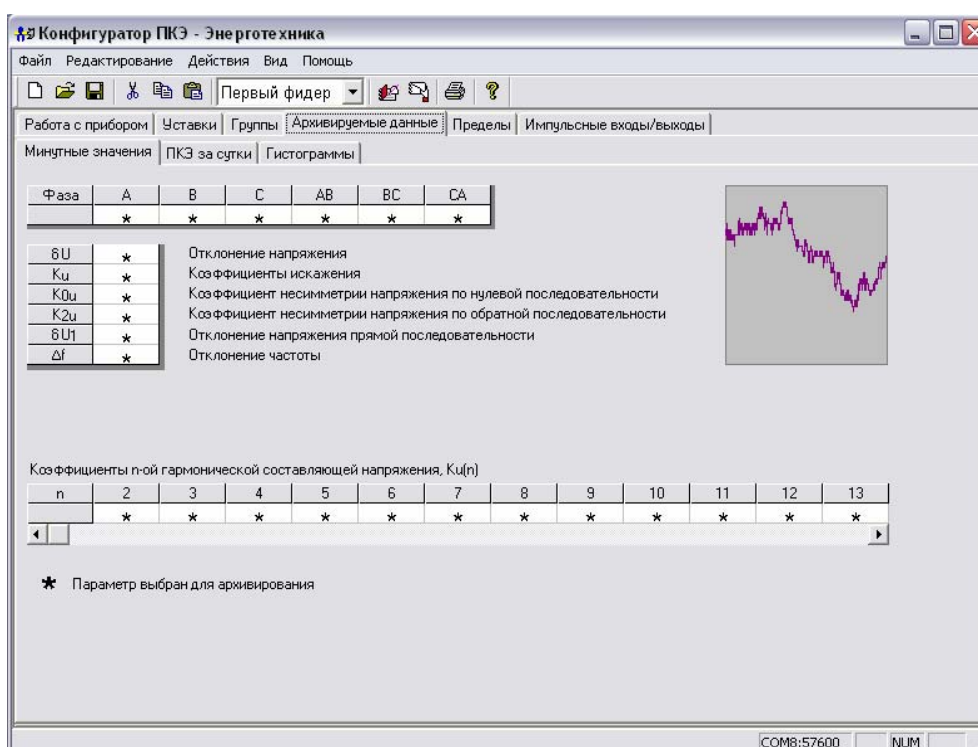 Конфигуратор ПКЭ - Энерготехника
Файл Редактирование Действия Вид Помощь
Первый фидер
Работа с прибором Уставки Группы Архивируемые данные Пределы Импульсные входы/выходы
Минутные значения ПКЭ за сутки Гистограммы
Фаза A B C AB BC CA
* * * * * *
δU * Отклонение напряжения
Ku * Коэффициенты искажения
K0u * Коэффициент несимметрии напряжения по нулевой последовательности
K2u * Коэффициент несимметрии напряжения по обратной последовательности
δU1 * Отклонение напряжения прямой последовательности
Δf * Отклонение частоты
Коэффициенты n-ой гармонической составляющей напряжения, Ku(n)
n 2 3 4 5 6 7 8 9 10 11 12 13
* * * * * * * * * * * *
* Параметр выбран для архивирования
COM8:57600 NUM